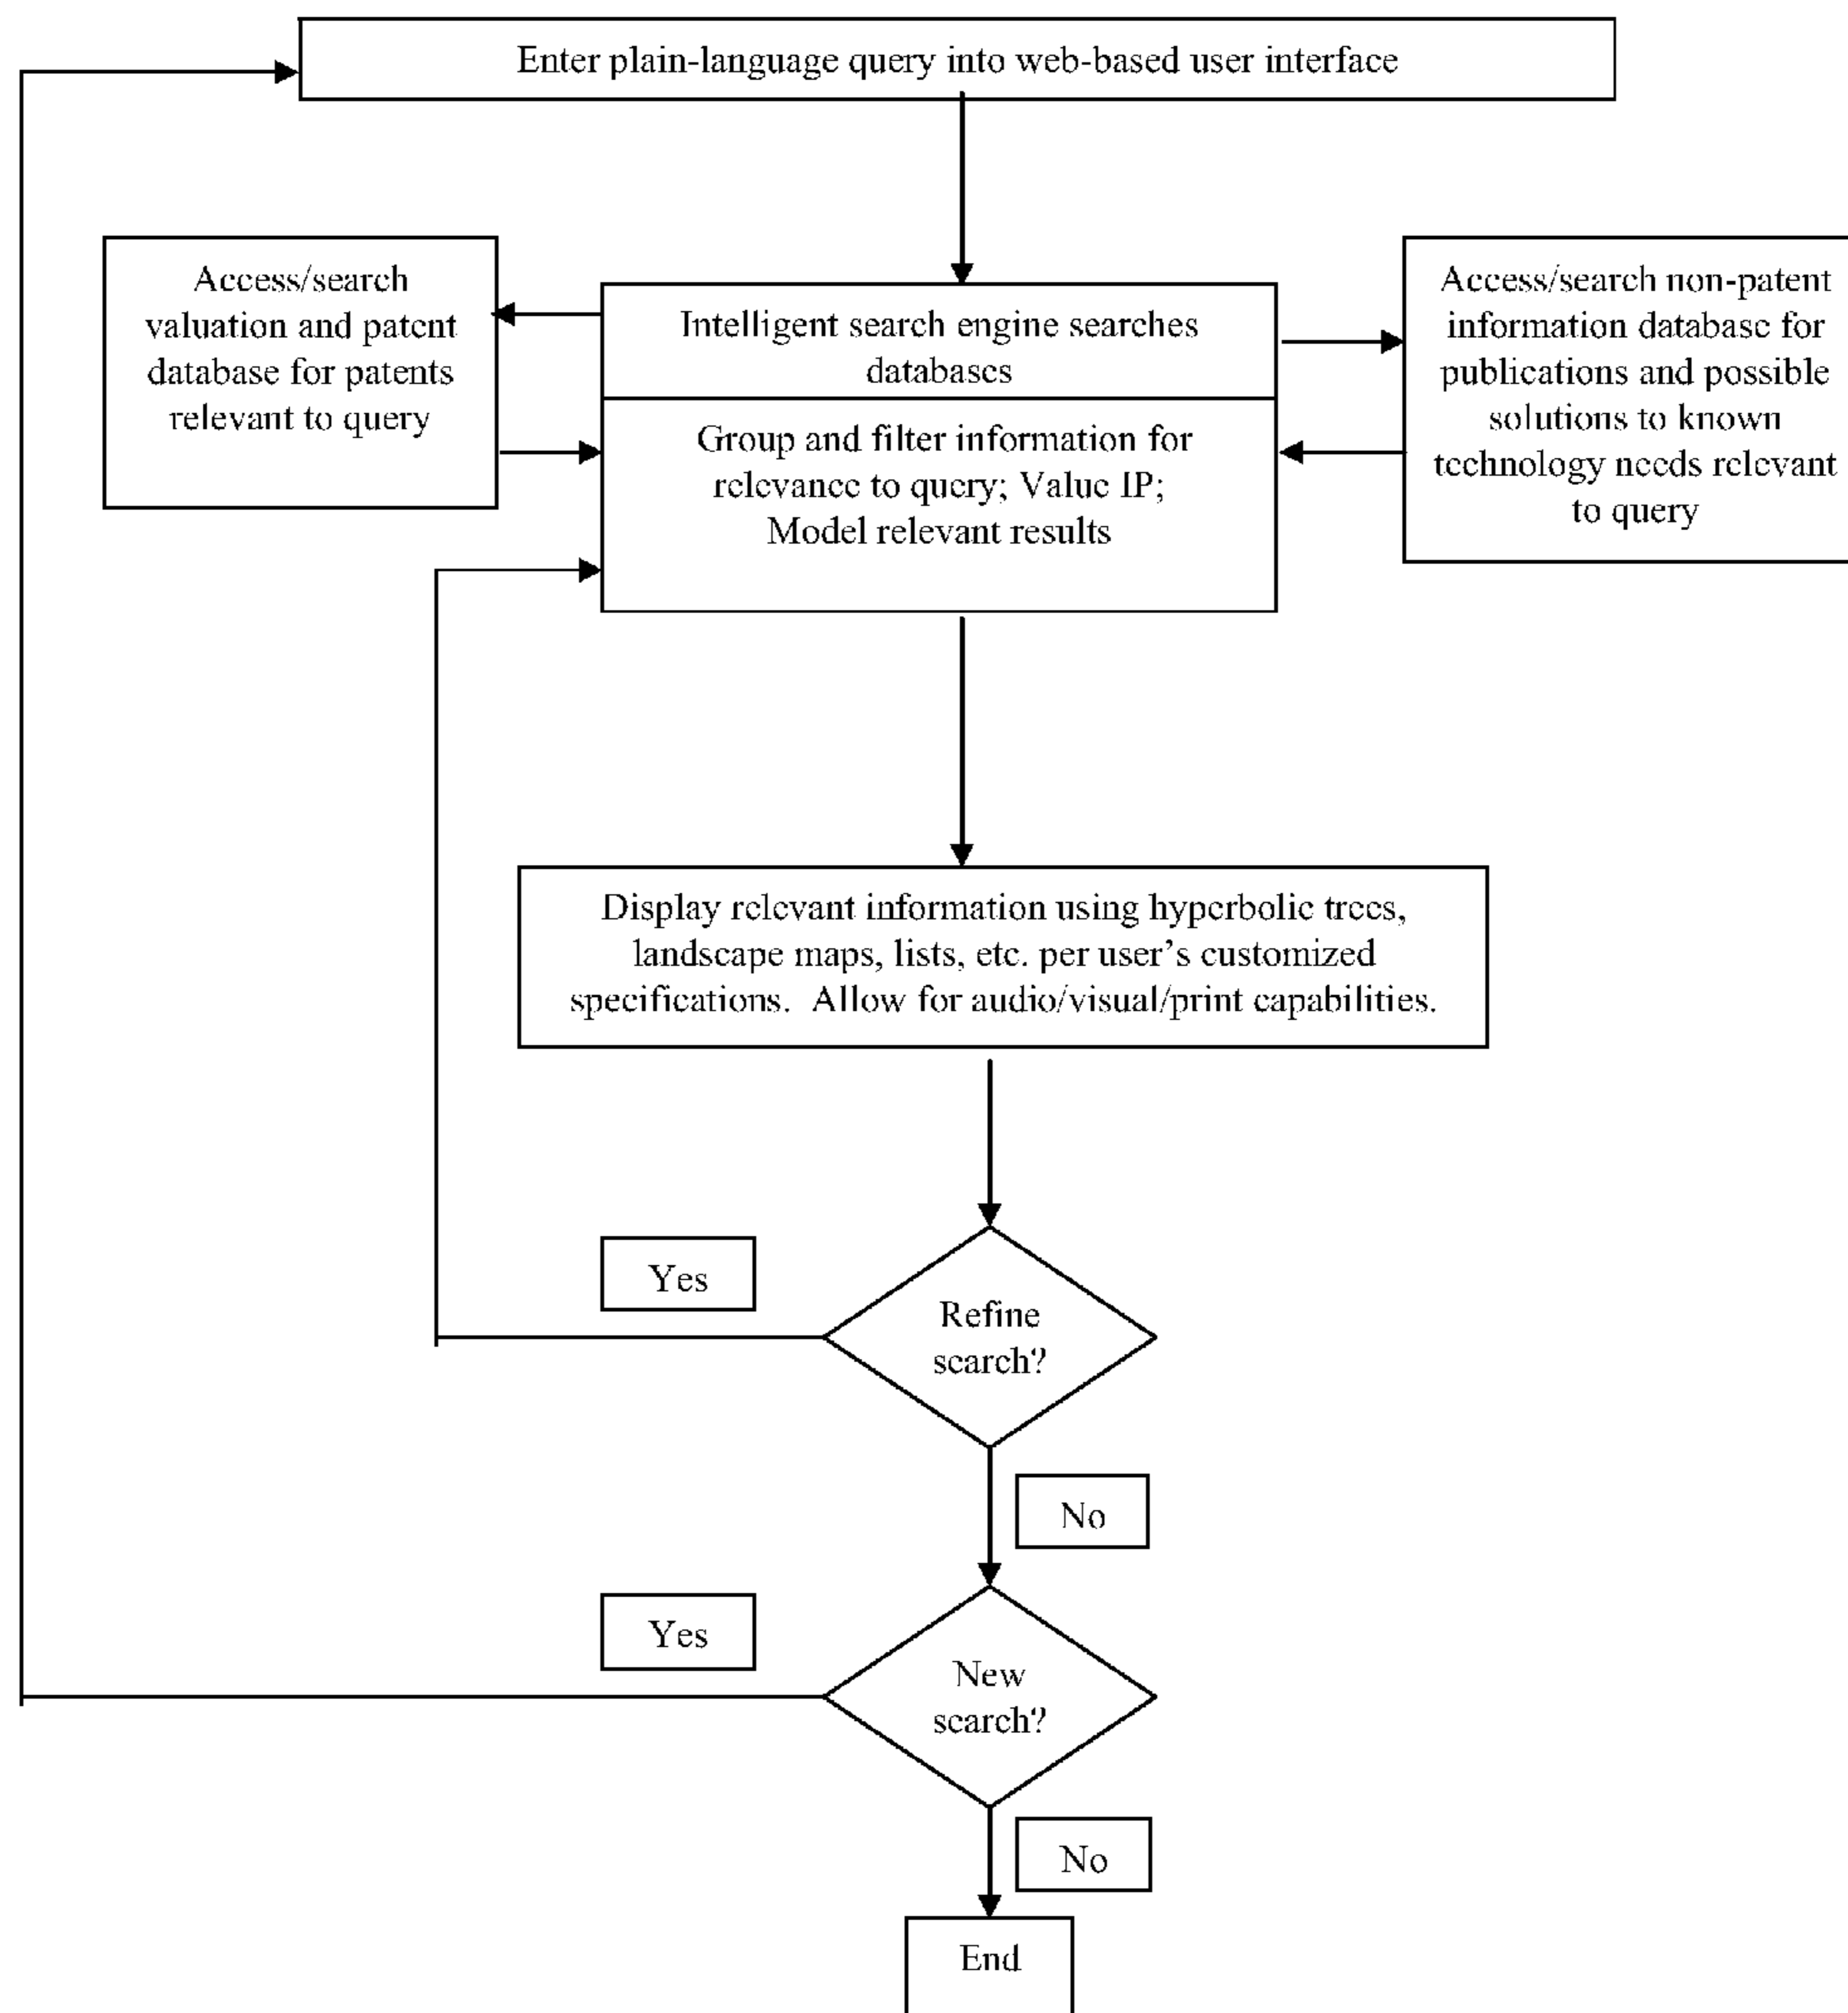 Enter plain-language query into web-based user interface
Access/search
valuation and patent
database for patents
relevant to query
Intelligent search engine searches
databases
Group and filter information for
relevance to query; Value IP;
Model relevant results
Access/search non-patent
information database for
publications and possible
solutions to known
technology needs relevant
to query
Display relevant information using hyperbolic trees,
landscape maps, lists, etc. per user's customized
specifications.  Allow for audio/visual/print capabilities.
Yes
Refine
search?
No
Yes
New
search?
No
End